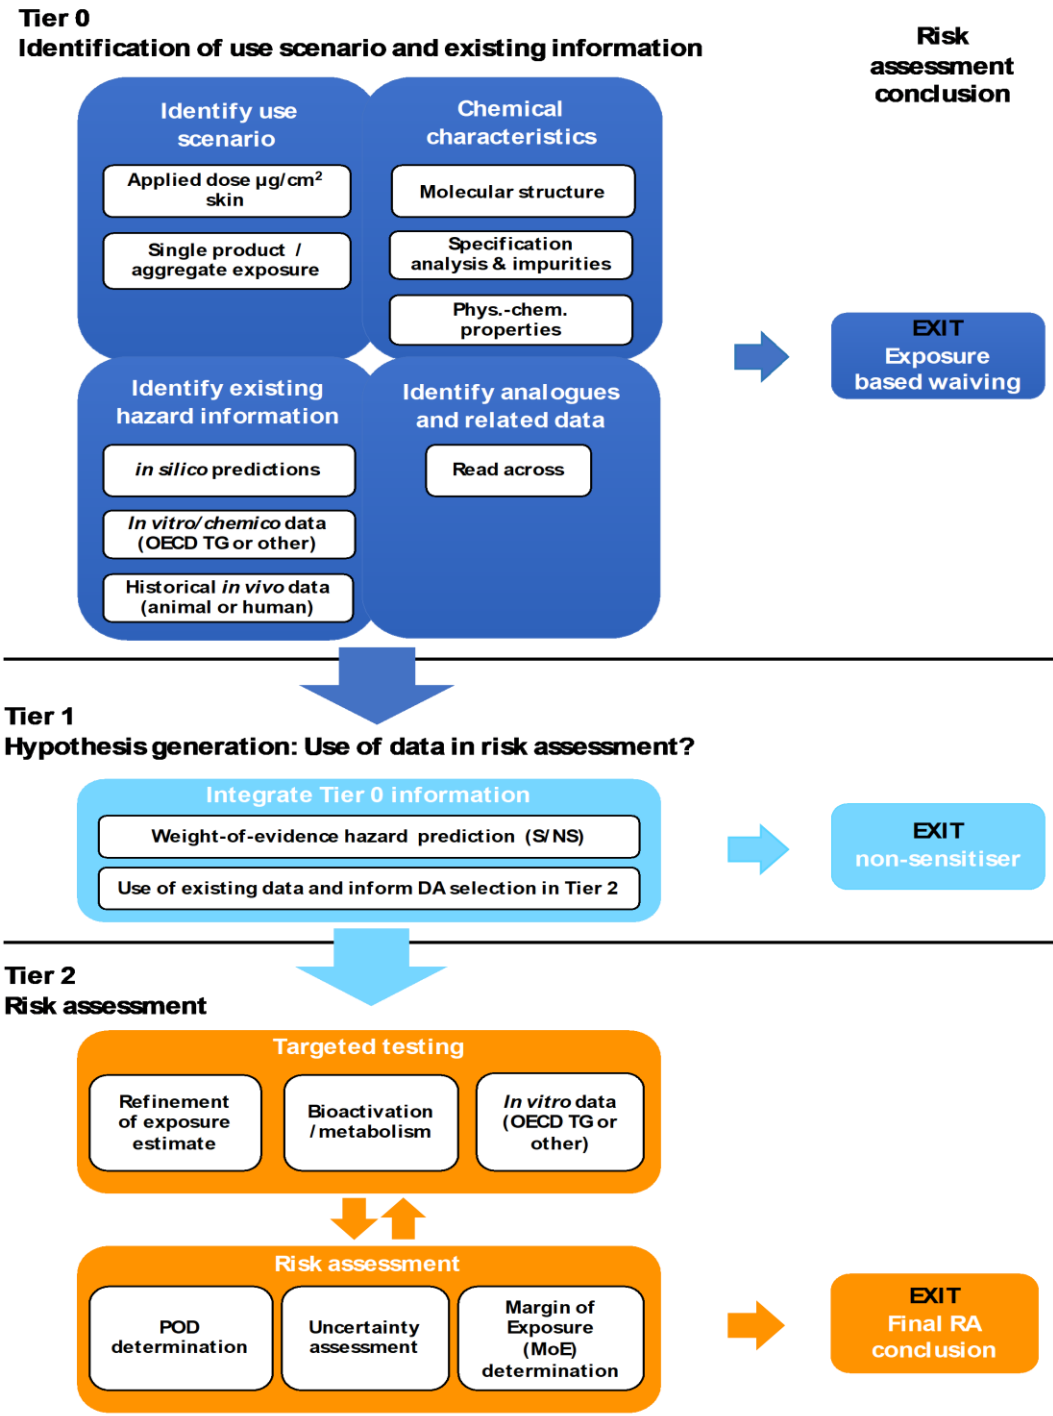 Tier 0
Identification of use scenario and existing information
Risk
assessment
conclusion
Identify use
scenario
Applied dose µg/cm²
skin
Single product /
aggregate exposure
Chemical
characteristics
Molecular structure
Specification
analysis & impurities
Phys.-chem.
properties
Identify existing
hazard information
in silico predictions
In vitro/chemico data
(OECD TG or other)
Historical in vivo data
(animal or human)
Identify analogues
and related data
Read across
EXIT
Exposure
based waiving
Tier 1
Hypothesis generation: Use of data in risk assessment?
Integrate Tier 0 information
Weight-of-evidence hazard prediction (S/NS)
Use of existing data and inform DA selection in Tier 2
EXIT
non-sensitiser
Tier 2
Risk assessment
Targeted testing
Refinement
of exposure
estimate
Bioactivation
/metabolism
In vitro data
(OECD TG or
other)
Risk assessment
POD
determination
Uncertainty
assessment
Margin of
Exposure
(MoE)
determination
EXIT
Final RA
conclusion